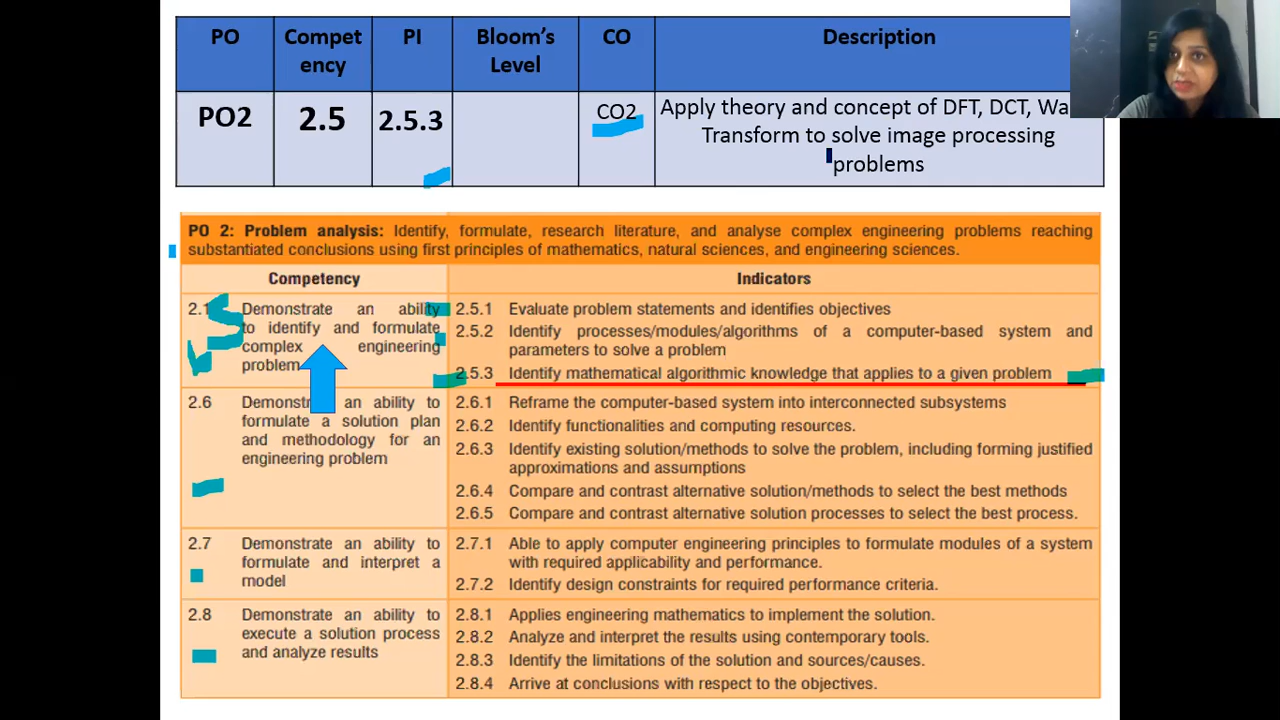 PO Competency PI Bloom's Level CO Description
PO2 2.5 2.5.3 CO2 Apply theory and concept of DFT, DCT, Wa
Transform to solve image processing
problems
PO 2: Problem analysis: Identify, formulate, research literature, and analyse complex engineering problems reaching
substantiated conclusions using first principles of mathematics, natural sciences, and engineering sciences.
Competency Indicators
2.1 Demonstrate an ability
to identify and formulate
complex engineering
problem
2.5.1 Evaluate problem statements and identifies objectives
2.5.2 Identify processes/modules/algorithms of a computer-based system and
parameters to solve a problem
2.5.3 Identify mathematical algorithmic knowledge that applies to a given problem
2.6 Demonstr an ability to
formulate a solution plan
and methodology for an
engineering problem
2.6.1 Reframe the computer-based system into interconnected subsystems
2.6.2 Identify functionalities and computing resources.
2.6.3 Identify existing solution/methods to solve the problem, including forming justified
approximations and assumptions
2.6.4 Compare and contrast alternative solution/methods to select the best methods
2.6.5 Compare and contrast alternative solution processes to select the best process.
2.7 Demonstrate an ability to
formulate and interpret a
model
2.7.1 Able to apply computer engineering principles to formulate modules of a system
with required applicability and performance.
2.7.2 Identify design constraints for required performance criteria.
2.8 Demonstrate an ability to
execute a solution process
and analyze results
2.8.1 Applies engineering mathematics to implement the solution.
2.8.2 Analyze and interpret the results using contemporary tools.
2.8.3 Identify the limitations of the solution and sources/causes.
2.8.4 Arrive at conclusions with respect to the objectives.